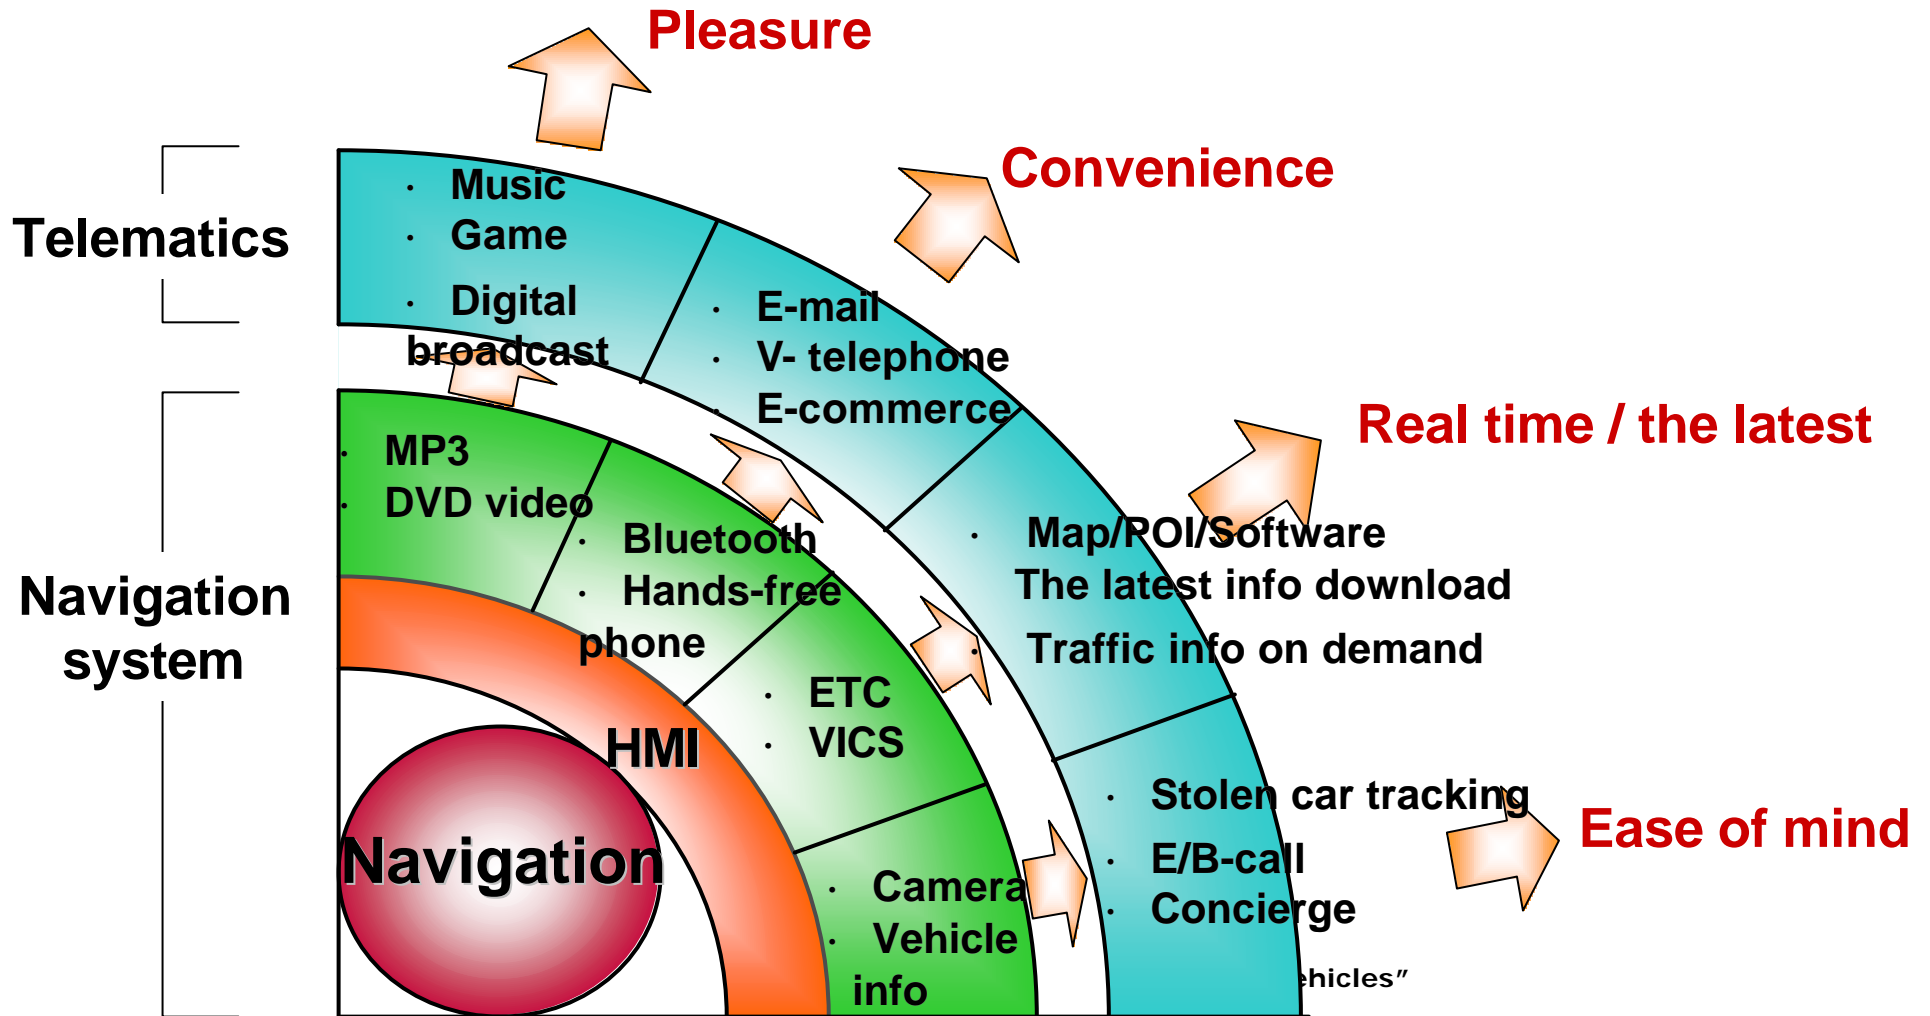 Pleasure
Convenience
Real time / the latest
Ease of mind
Telematics
· Music
· Game
· Digital
broadcast
· E-mail
· V- telephone
· E-commerce
· Map/POI/Software
The latest info download
· Traffic info on demand
· Stolen car tracking
· E/B-call
· Concierge
Navigation
system
· MP3
· DVD video
· Bluetooth
· Hands-free
phone
· ETC
· VICS
· Camera
· Vehicle
info
HMI
Navigation
ehicles”